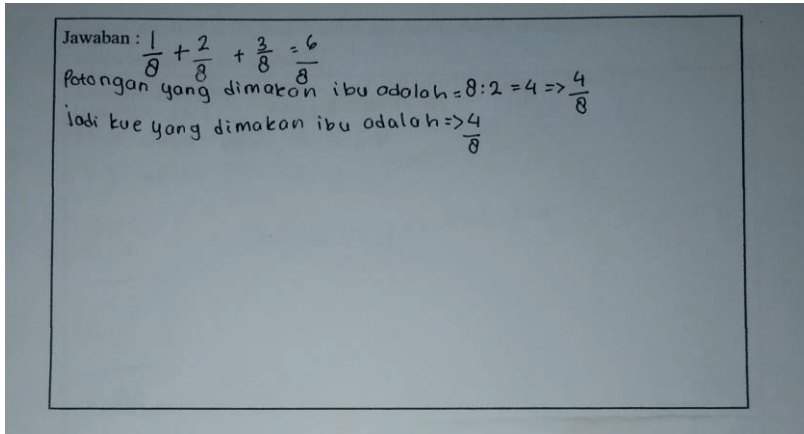 Jawaban : 1/8 + 2/8 + 3/8 = 6/8
Potongan yang dimakan ibu adalah = 8 : 2 = 4 => 4/8
jadi kue yang dimakan ibu adalah => 4/8